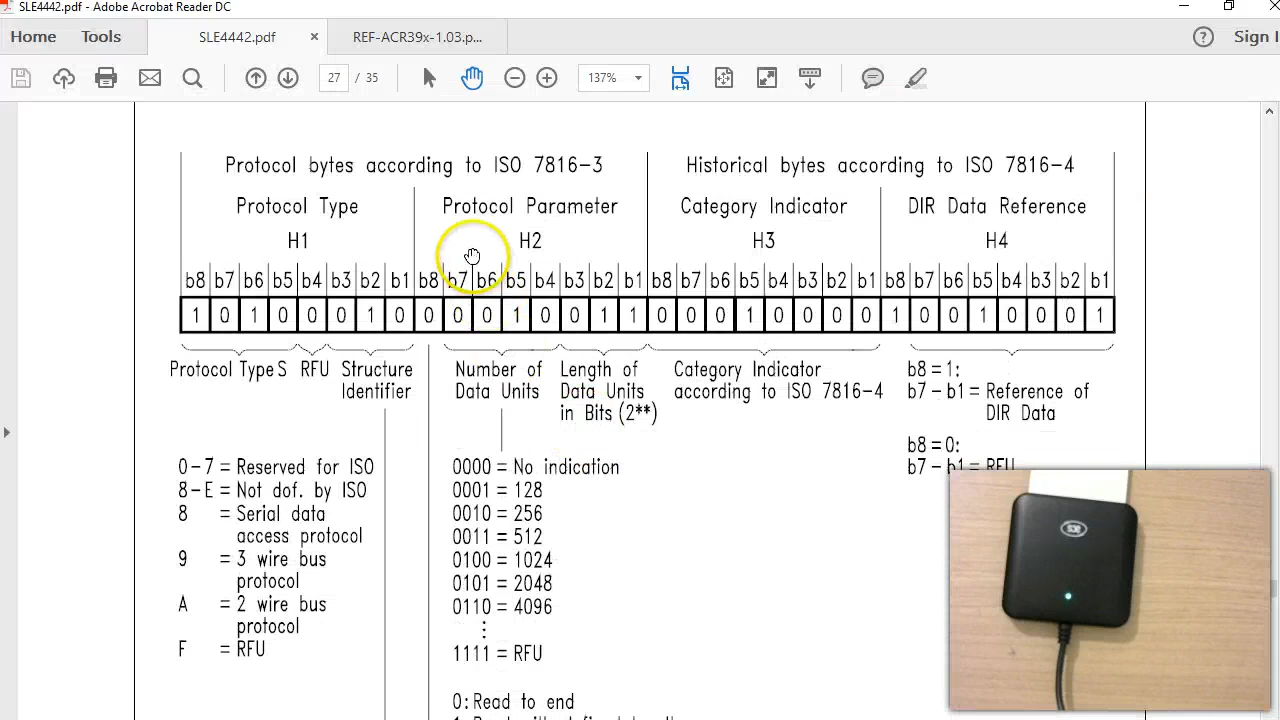 SLE4442.pdf - Adobe Acrobat Reader DC
Home Tools SLE4442.pdf × REF-ACR39x-1.03.p... ? Sign I
27 / 35 137%
Protocol bytes according to ISO 7816-3 Historical bytes according to ISO 7816-4
Protocol Type Protocol Parameter Category Indicator DIR Data Reference
H1 H2 H3 H4
b8 b7 b6 b5 b4 b3 b2 b1 b8 b7 b6 b5 b4 b3 b2 b1 b8 b7 b6 b5 b4 b3 b2 b1 b8 b7 b6 b5 b4 b3 b2 b1
1 0 1 0 0 0 1 0 0 0 0 1 0 0 1 1 0 0 0 1 0 0 0 0 1 0 0 1 0 0 0 1
Protocol Type S RFU Structure Number of Length of Category Indicator b8=1:
Identifier Data Units Data Units according to ISO 7816-4 b7-b1=Reference of
in Bits (2**) DIR Data
b8=0:
b7-b1=RFU
0-7 = Reserved for ISO 0000 = No indication
8-E = Not dof. by ISO 0001 = 128
8 = Serial data 0010 = 256
access protocol 0011 = 512
9 = 3 wire bus 0100 = 1024
protocol 0101 = 2048
A = 2 wire bus 0110 = 4096
protocol
F = RFU 1111 = RFU
0: Read to end